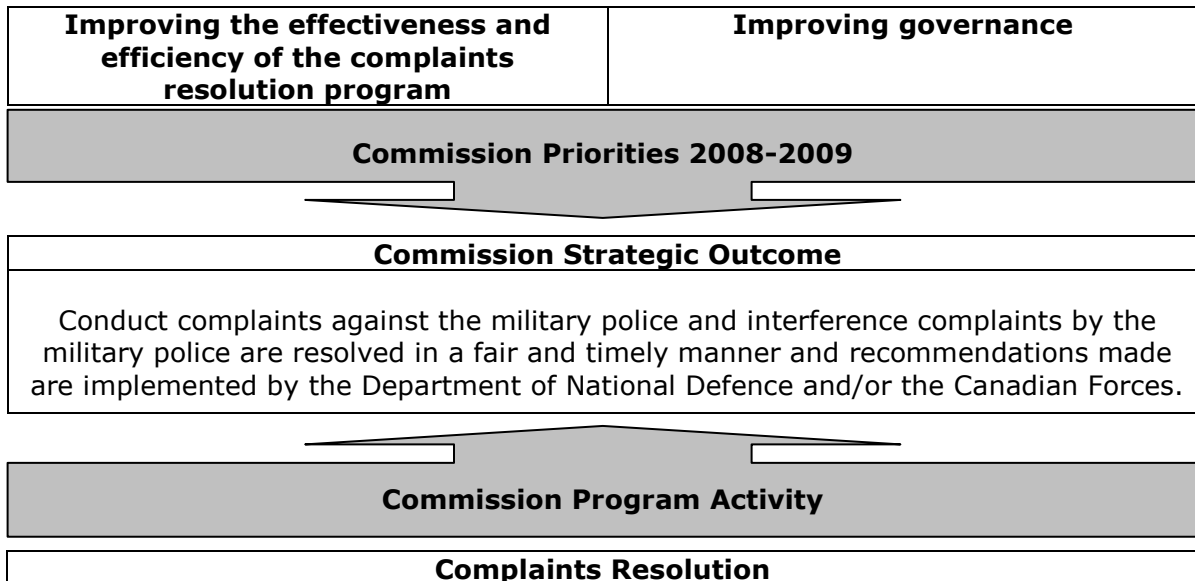 Improving the effectiveness and
efficiency of the complaints
resolution program
Improving governance
Commission Priorities 2008-2009
Commission Strategic Outcome
Conduct complaints against the military police and interference complaints by the
military police are resolved in a fair and timely manner and recommendations made
are implemented by the Department of National Defence and/or the Canadian Forces.
Commission Program Activity
Complaints Resolution